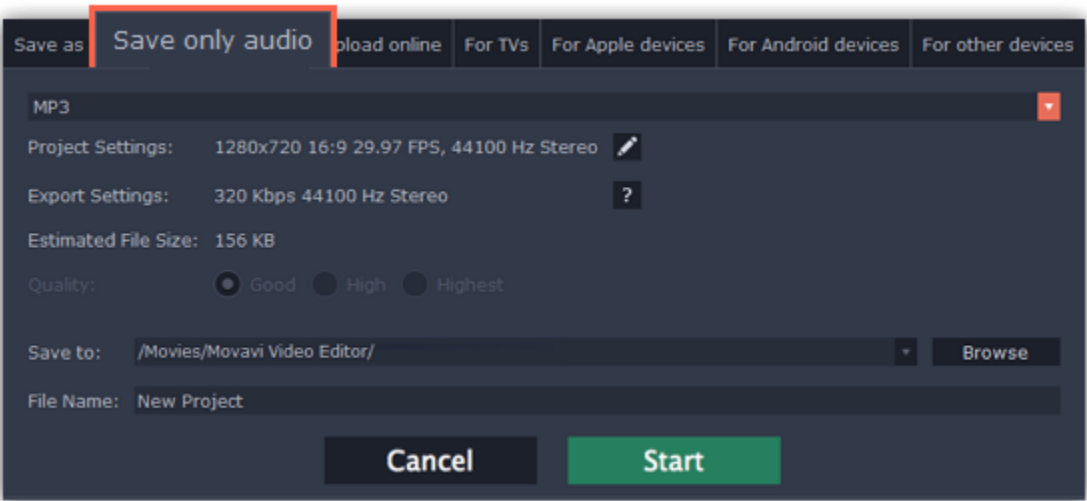 Save as Save only audio pload online For TVs For Apple devices For Android devices For other devices
MP3
Project Settings: 1280x720 16:9 29.97 FPS, 44100 Hz Stereo
Export Settings: 320 Kbps 44100 Hz Stereo ?
Estimated File Size: 156 KB
Quality: Good High Highest
Save to: /Movies/Movavi Video Editor/ Browse
File Name: New Project
Cancel Start